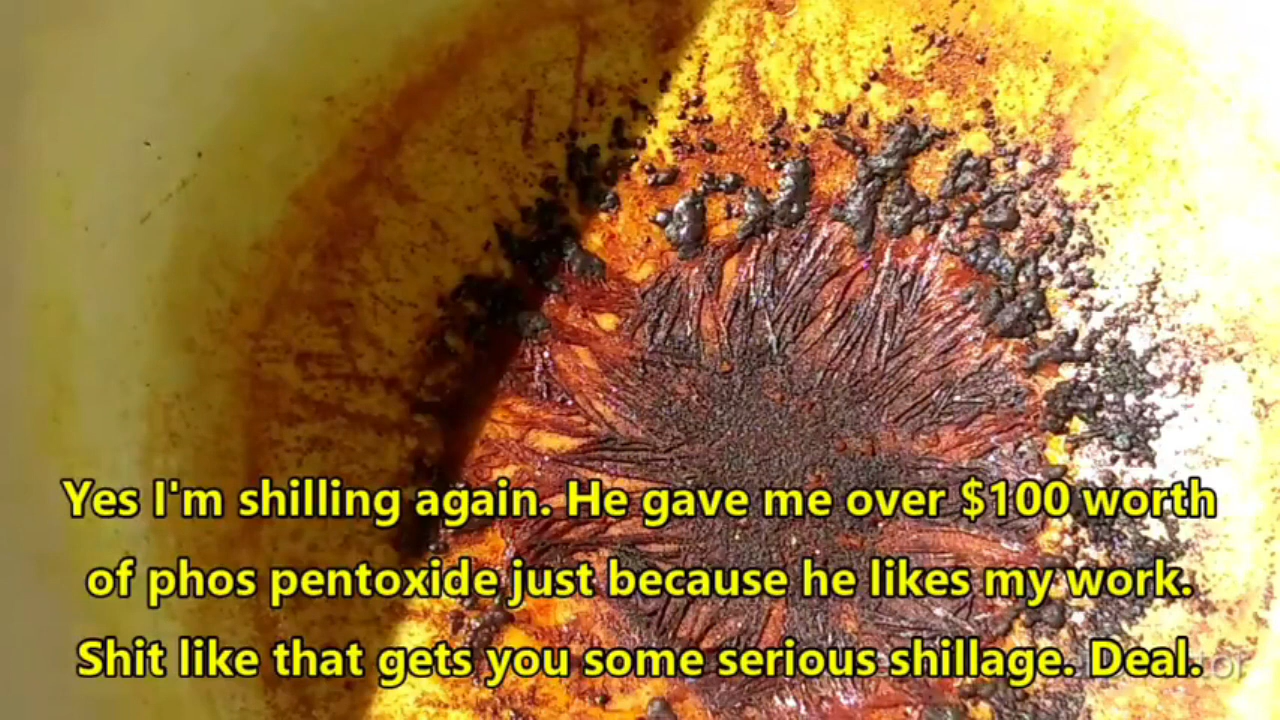 Yes I'm shilling again. He gave me over $100 worth
of phos pentoxide just because he likes my work.
Shit like that gets you some serious shillage. Deal.